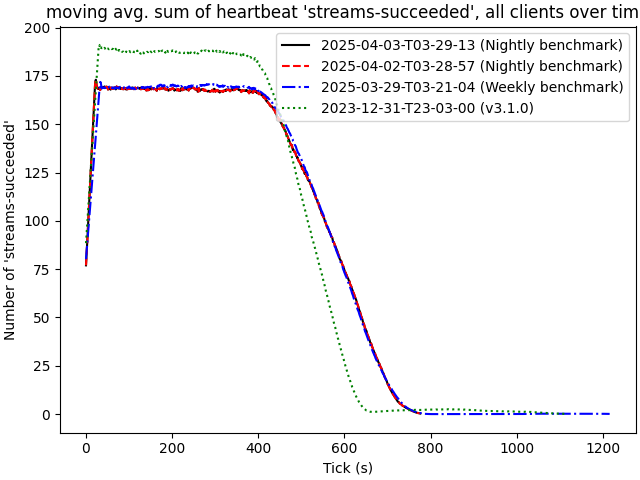 moving avg. sum of heartbeat 'streams-succeeded', all clients over tim
200
175
150
125
100
75
50
25
0
Number of 'streams-succeeded'
2025-04-03-T03-29-13 (Nightly benchmark)
2025-04-02-T03-28-57 (Nightly benchmark)
2025-03-29-T03-21-04 (Weekly benchmark)
2023-12-31-T23-03-00 (v3.1.0)
0 200 400 600 800 1000 1200
Tick (s)